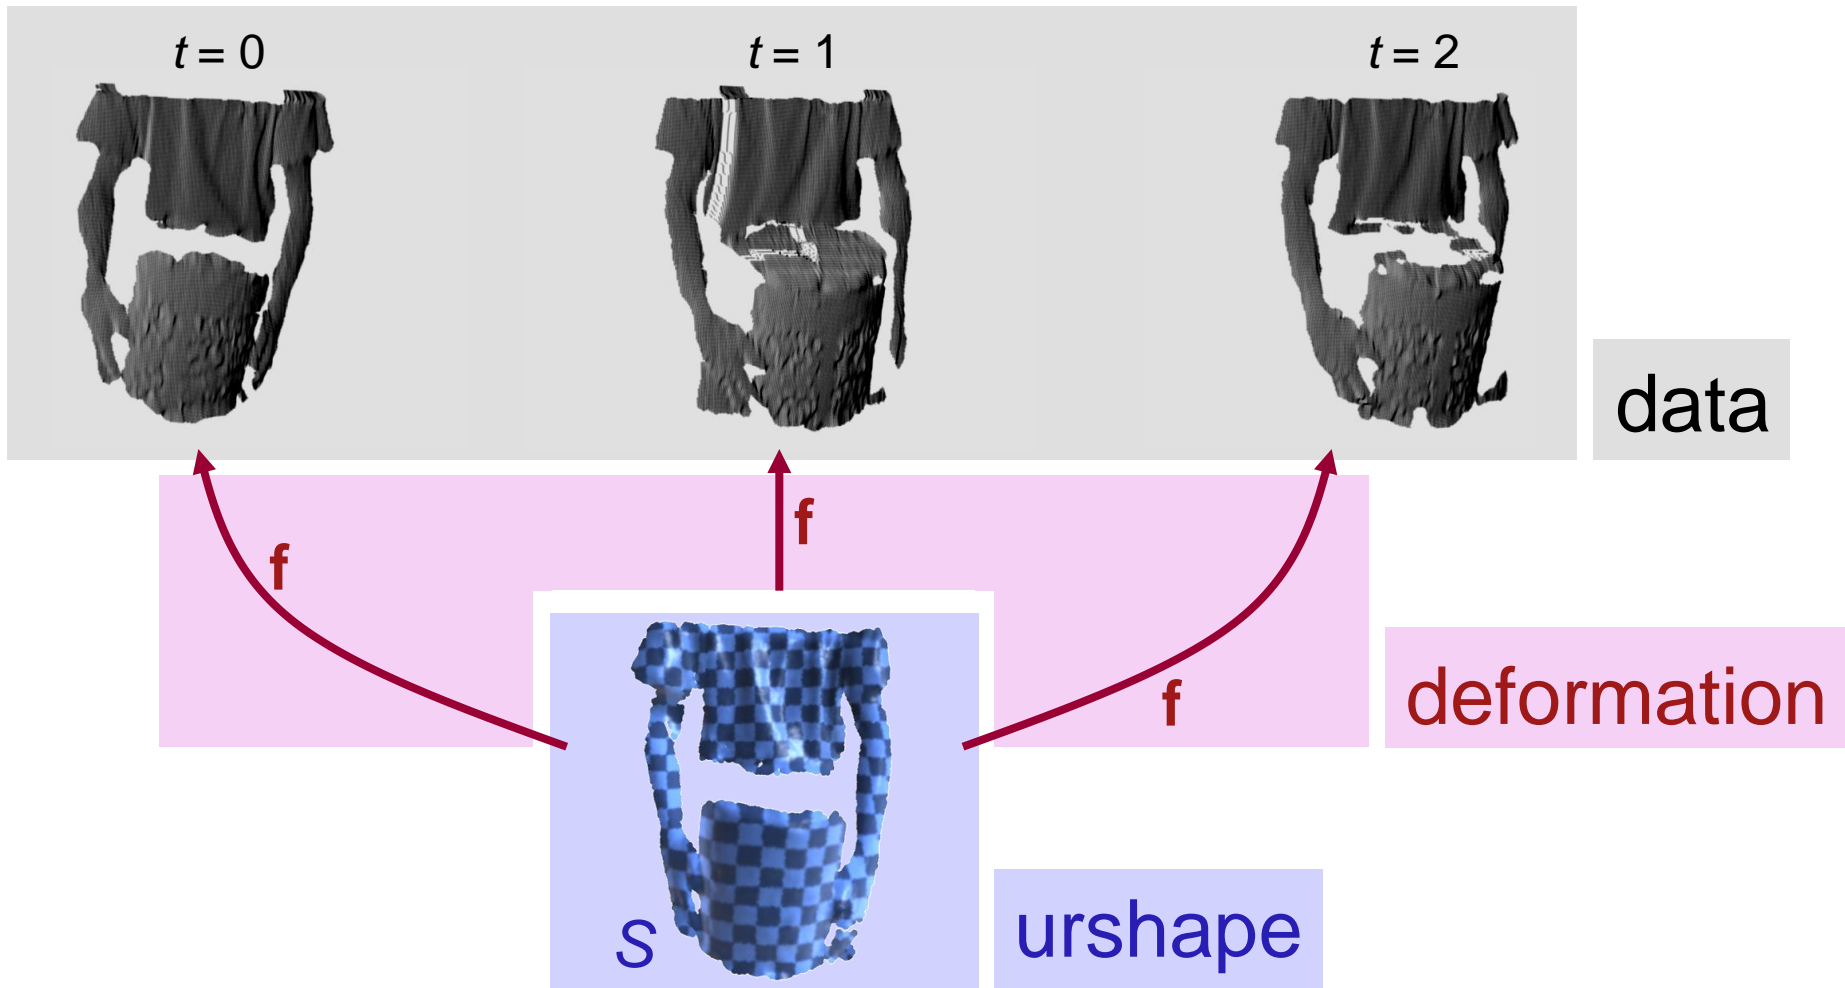 t = 0
t = 1
t = 2
data
f
f
f
deformation
S
urshape